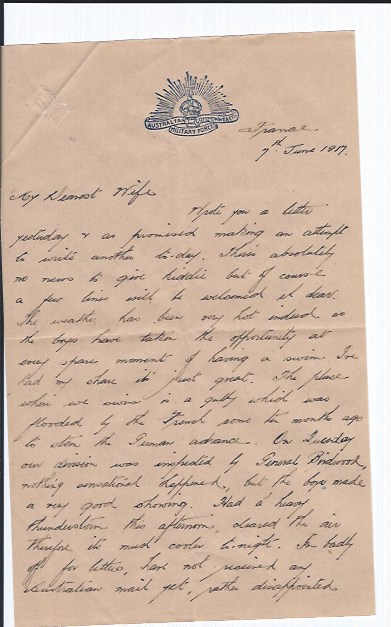 AUSTRALIAN COMMONWEALTH
MILITARY FORCES
France
7th June 1917.
My Dearest Wife
Wrote you a letter
yesterday & as promised making an attempt
to write another to-day. There's absolutely
no news to give kiddie but of course
a few lines will be welcomed eh dear.
The weather has been very hot indeed so
the boys have taken the opportunity at
every spare moment of having a swim I've
had my share it's just great. The place
where we swim is a gully which was
flooded by the French some ten months ago
to stem the German advance. On Tuesday
our division was inspected by General Birdwood,
nothing sensational happened, but the boys made
a very good showing. Had a heavy
thunderstorm this afternoon, cleared the air
therefore its much cooler to-night. I'm badly
off for letters, have not received any
Australian mail yet, rather disappointed